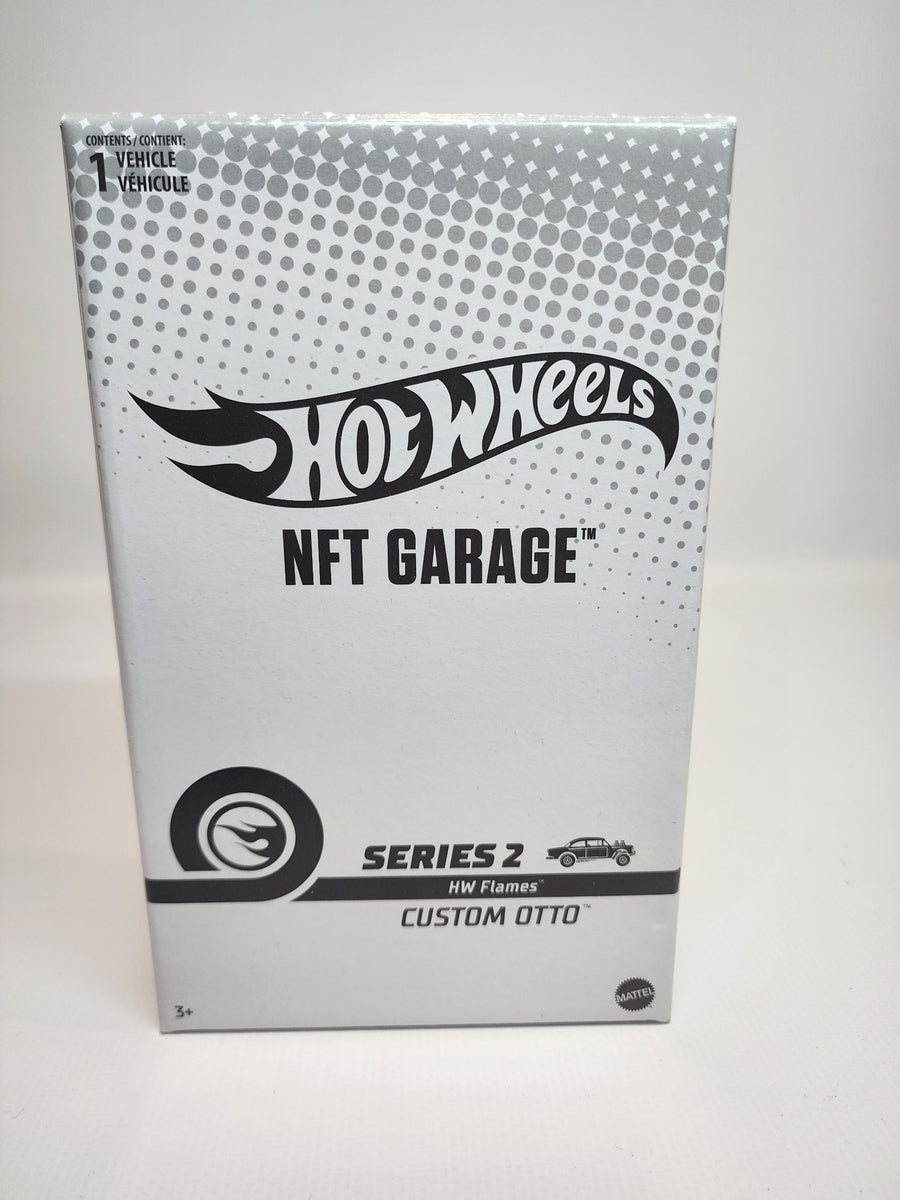 CONTENTS / CONTIENT:
1 VEHICLE
VÉHICULE
HOT WHEELS
NFT GARAGE™
SERIES 2
HW Flames™
CUSTOM OTTO™
MATTEL
3+